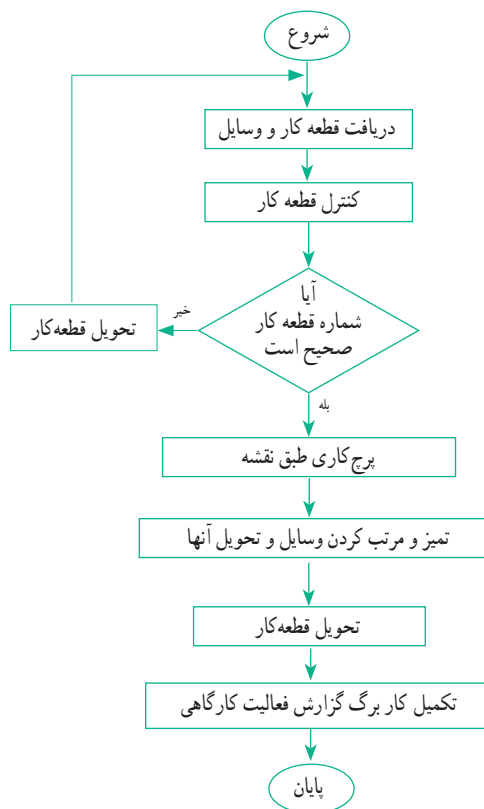 شروع
دریافت قطعه کار و وسایل
کنترل قطعه کار
آیا
شماره قطعه کار
صحیح است
خیر
تحویل قطعه‌کار
بله
پرچ‌کاری طبق نقشه
تمیز و مرتب کردن وسایل و تحویل آنها
تحویل قطعه‌کار
تکمیل کار برگ گزارش فعالیت کارگاهی
پایان